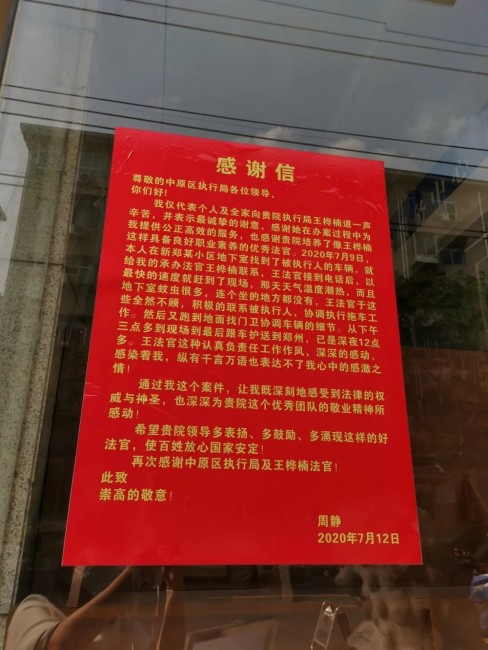 感谢信
尊敬的中原区执行局各位领导,
你们好!
我仅代表个人及全家向贵院执行局王桦楠道一声
辛苦,并表示最诚挚的谢意,感谢她在办案过程中为
我提供公正高效的服务,也感谢贵院培养了像王桦楠
这样具备良好职业素养的优秀法官。2020年7月9日,
本人在新郑某小区地下室找到了被执行人的车辆,就
给我的承办法官王桦楠联系,王法官接到电话后,以
最快的速度就赶到了现场,那天天气温度潮热,而且
地下室蚊虫很多,连个坐的地方都没有,王法官于这
些全然不顾,积极的联系被执行人,协调执行拖车工
作。然后又跑到地面找门卫协调车辆的细节。从下午
三点多到现场到最后跟车护送到郑州,已是深夜12点
多。王法官这种认真负责任工作作风,深深的感动、
感染着我,纵有千言万语也表达不了我心中的感激之
情!
通过我这个案件,让我既深刻地感受到法律的权
威与神圣,也深深为贵院这个优秀团队的敬业精神所
感动!
希望贵院领导多表扬、多鼓励、多涌现这样的好
法官,使百姓放心国家安定!
再次感谢中原区执行局及王桦楠法官!
此致
崇高的敬意!
周静
2020年7月12日